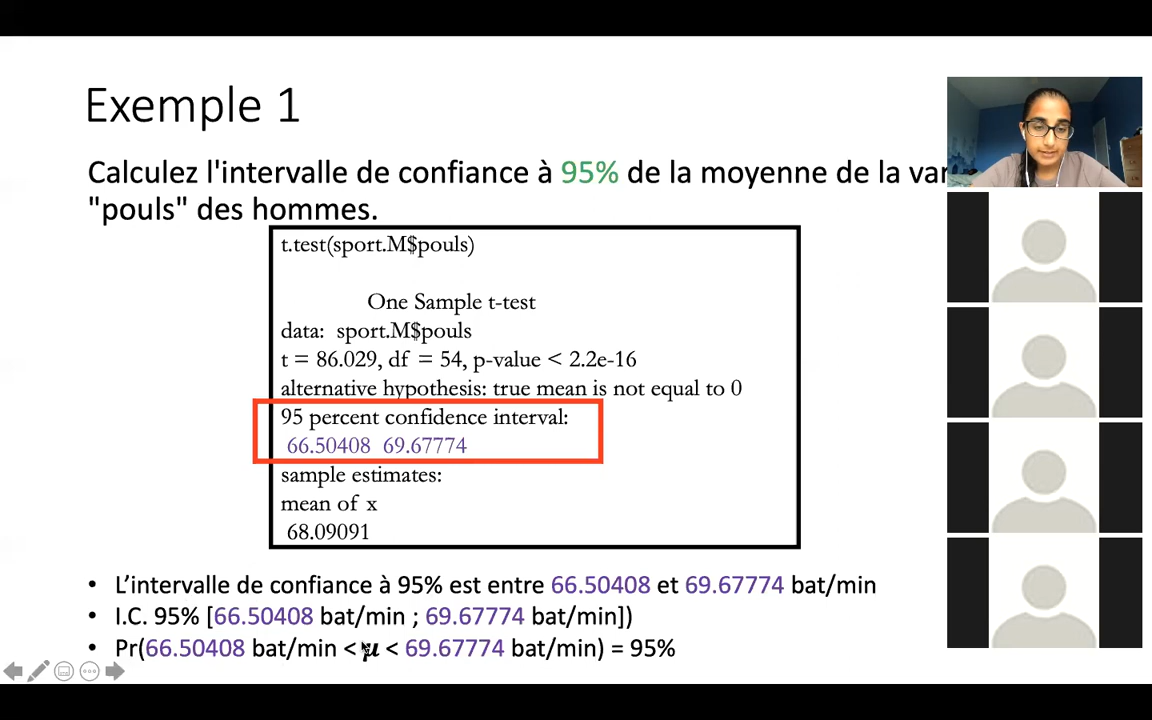 Exemple 1
Calculez l'intervalle de confiance à 95% de la moyenne de la var
"pouls" des hommes.
t.test(sport.M$pouls)
One Sample t-test
data: sport.M$pouls
t = 86.029, df = 54, p-value < 2.2e-16
alternative hypothesis: true mean is not equal to 0
95 percent confidence interval:
66.50408 69.67774
sample estimates:
mean of x
68.09091
• L’intervalle de confiance à 95% est entre 66.50408 et 69.67774 bat/min
• I.C. 95% [66.50408 bat/min ; 69.67774 bat/min])
• Pr(66.50408 bat/min < μ < 69.67774 bat/min) = 95%